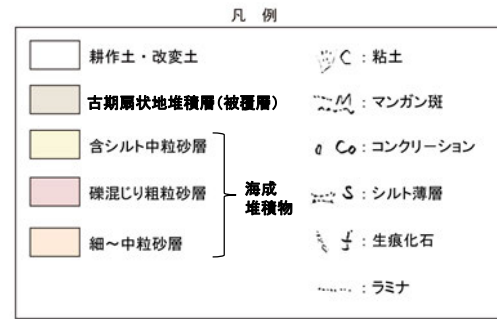 凡 例
耕作土・改変土
古期扇状地堆積層(被覆層)
含シルト中粒砂層
礫混じり粗粒砂層
細~中粒砂層
海成
堆積物
C:粘土
M:マンガン斑
Co:コンクリーション
S:シルト薄層
f:生痕化石
:ラミナ